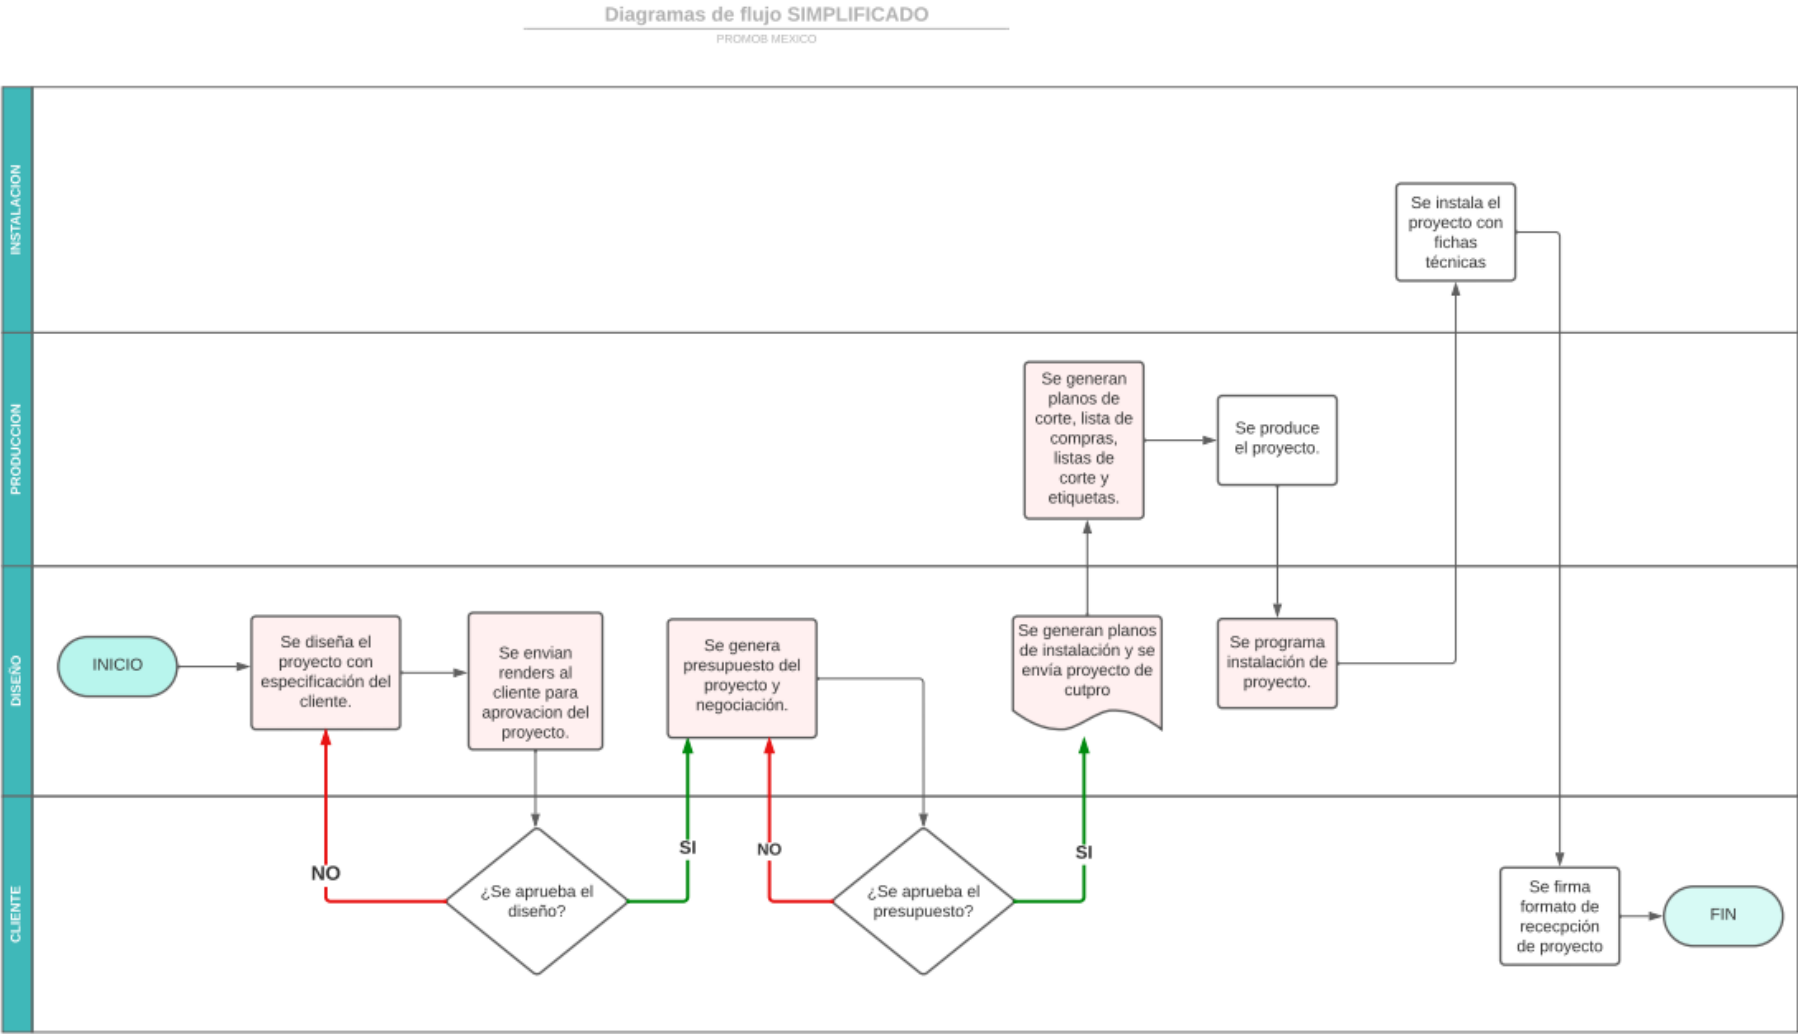 Diagramas de flujo SIMPLIFICADO
PROMOB MEXICO
INSTALACION
Se instala el
proyecto con
fichas
técnicas
PRODUCCION
Se generan
planos de
corte, lista de
compras,
listas de
corte y
etiquetas.
Se produce
el proyecto.
DISEÑO
INICIO
Se diseña el
proyecto con
especificación del
cliente.
Se envian
renders al
cliente para
aprovacion del
proyecto.
Se genera
presupuesto del
proyecto y
negociación.
Se generan planos
de instalación y se
envía proyecto de
cutpro
Se programa
instalación de
proyecto.
CLIENTE
NO
¿Se aprueba el
diseño?
SI
NO
¿Se aprueba el
presupuesto?
SI
Se firma
formato de
rececpción
de proyecto
FIN